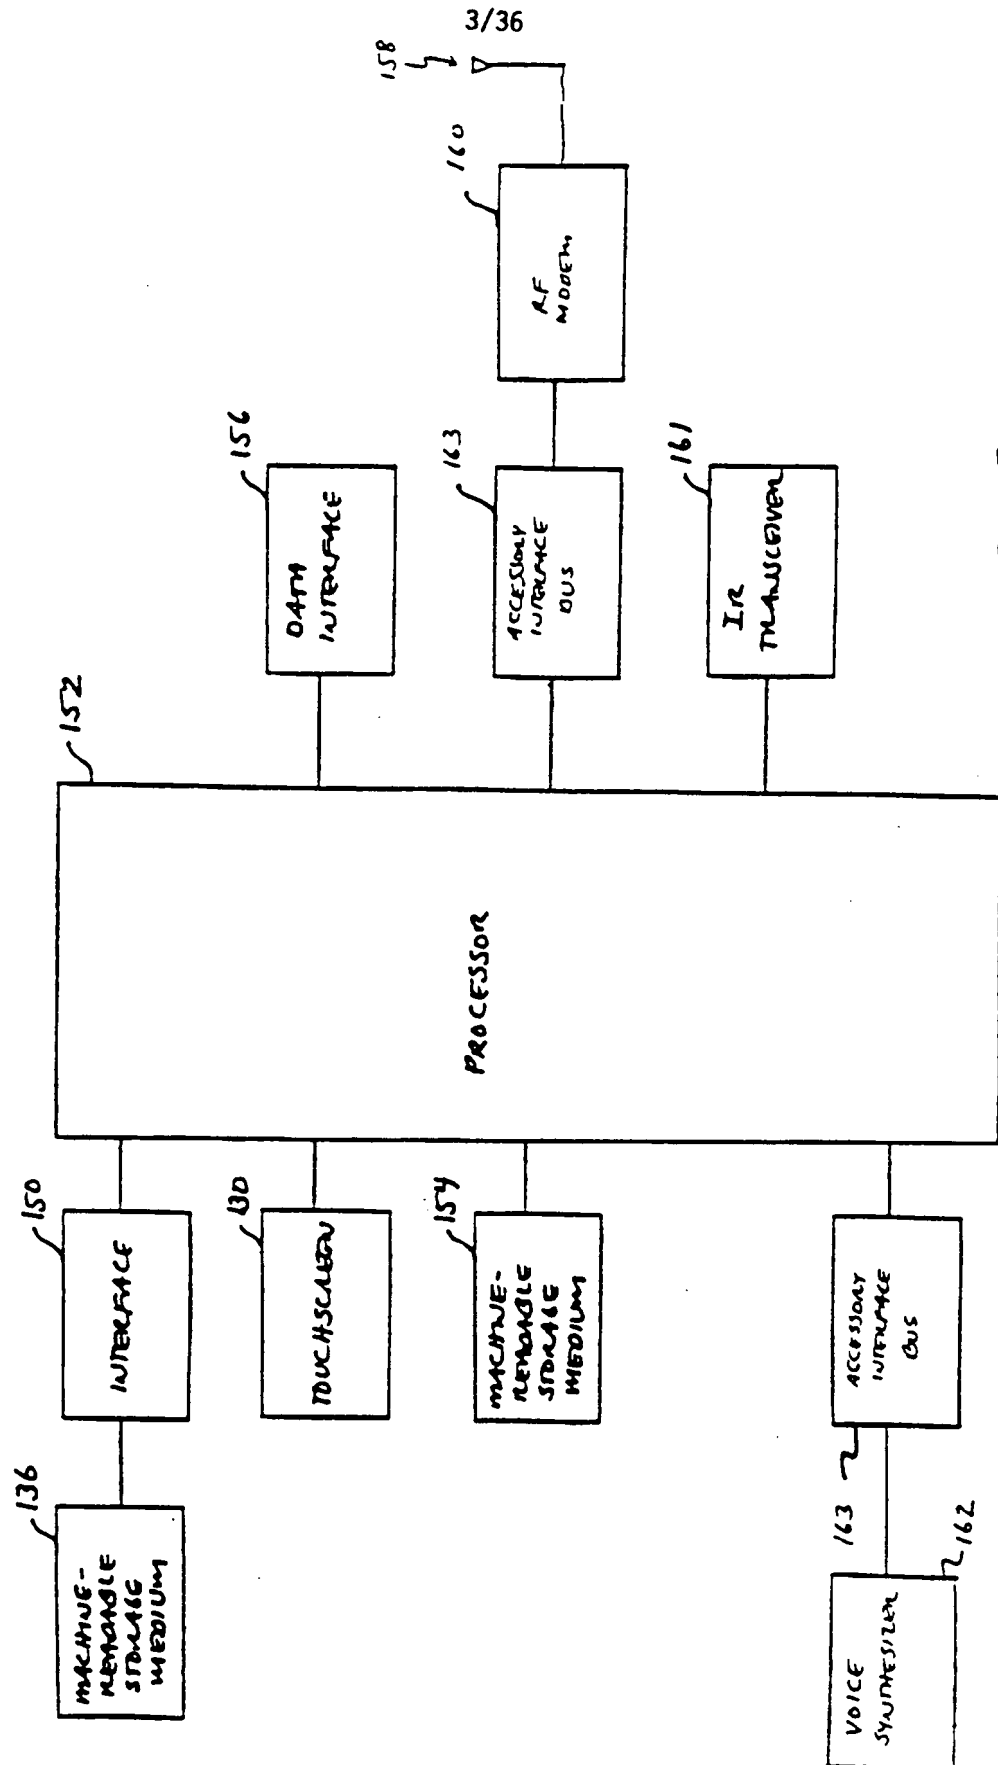 3/36
158
160
RF
MODEM
156
DATA
INTERFACE
163
ACCESSORY
INTERFACE
BUS
161
IR
TRANSCEIVER
152
PROCESSOR
150
INTERFACE
130
TOUCHSCREEN
154
MACHINE-
READABLE
STORAGE
MEDIUM
ACCESSORY
INTERFACE
BUS
163
136
MACHINE-
READABLE
STORAGE
MEDIUM
162
VOICE
SYNTHESIZER